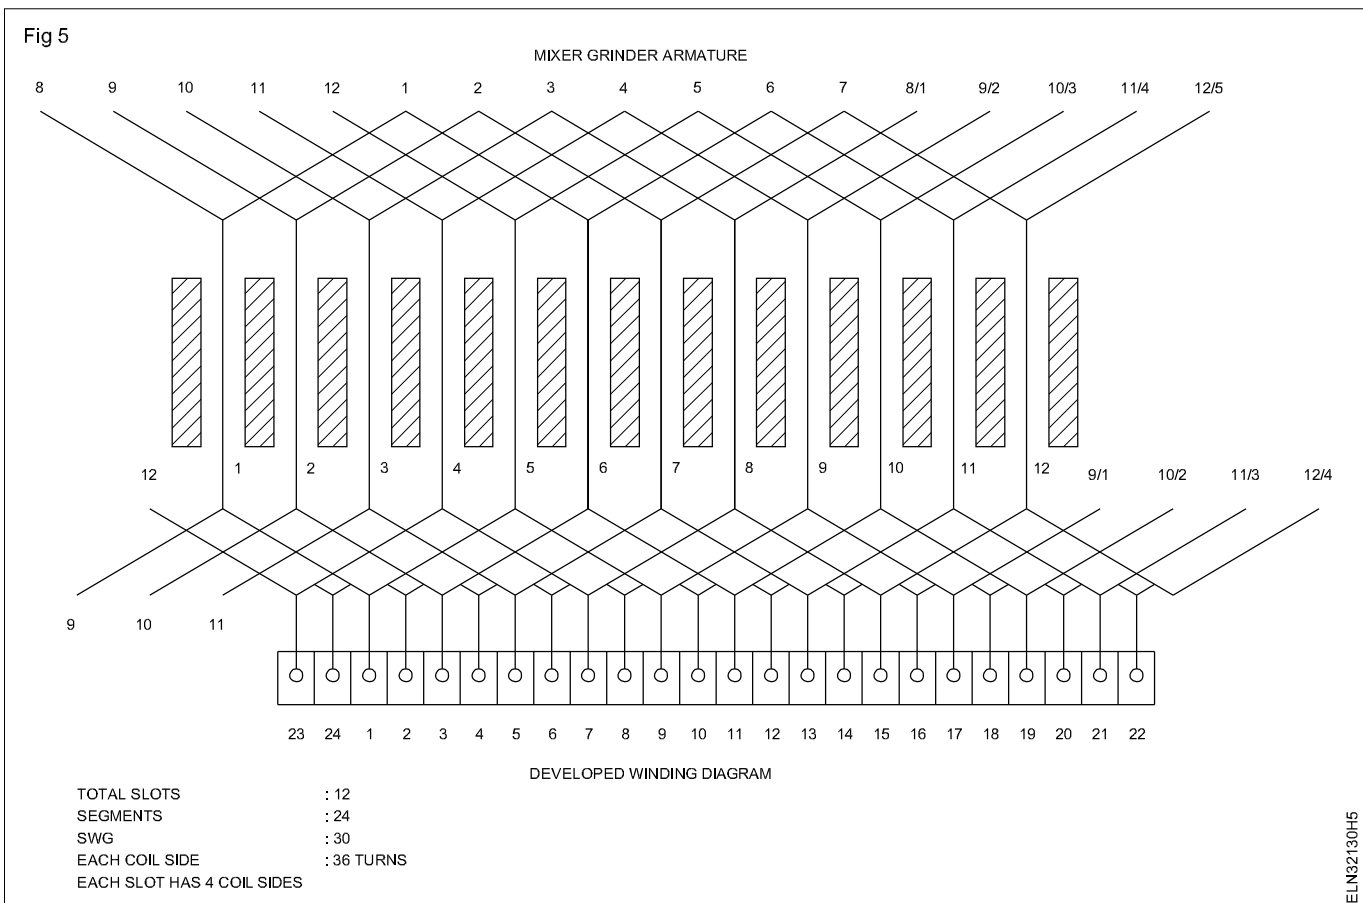 Fig 5
MIXER GRINDER ARMATURE
8 9 10 11 12 1 2 3 4 5 6 7 8/1 9/2 10/3 11/4 12/5
12 1 2 3 4 5 6 7 8 9 10 11 12 9/1 10/2 11/3 12/4
9 10 11
23 24 1 2 3 4 5 6 7 8 9 10 11 12 13 14 15 16 17 18 19 20 21 22
DEVELOPED WINDING DIAGRAM
TOTAL SLOTS : 12
SEGMENTS : 24
SWG : 30
EACH COIL SIDE : 36 TURNS
EACH SLOT HAS 4 COIL SIDES
ELN32130H5